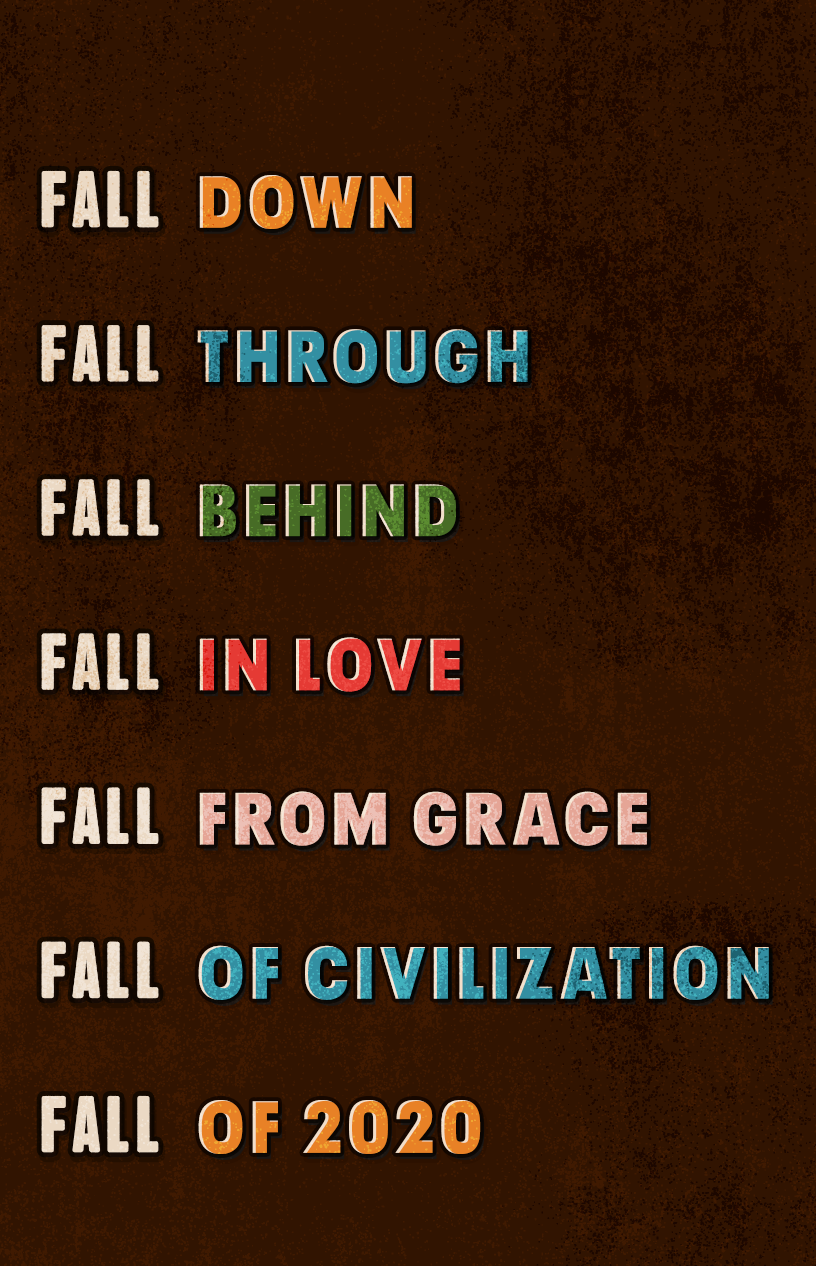 FALL DOWN
FALL THROUGH
FALL BEHIND
FALL IN LOVE
FALL FROM GRACE
FALL OF CIVILIZATION
FALL OF 2020